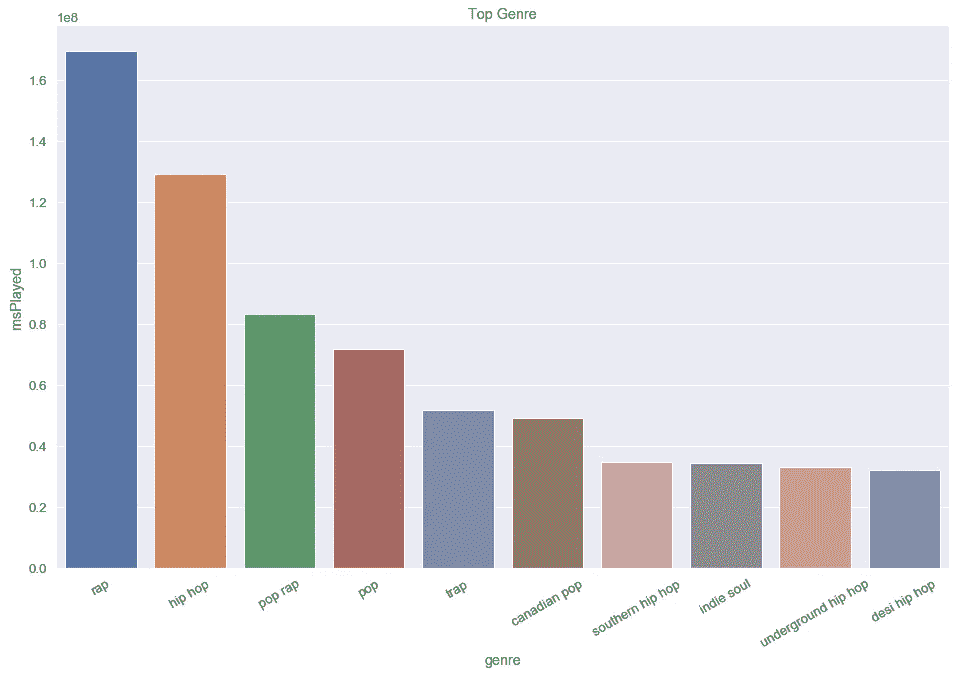 Top Genre
1e8
1.6
1.4
1.2
1.0
0.8
0.6
0.4
0.2
0.0
msPlayed
rap
hip hop
pop rap
pop
trap
canadian pop
southern hip hop
indie soul
underground hip hop
desi hip hop
genre